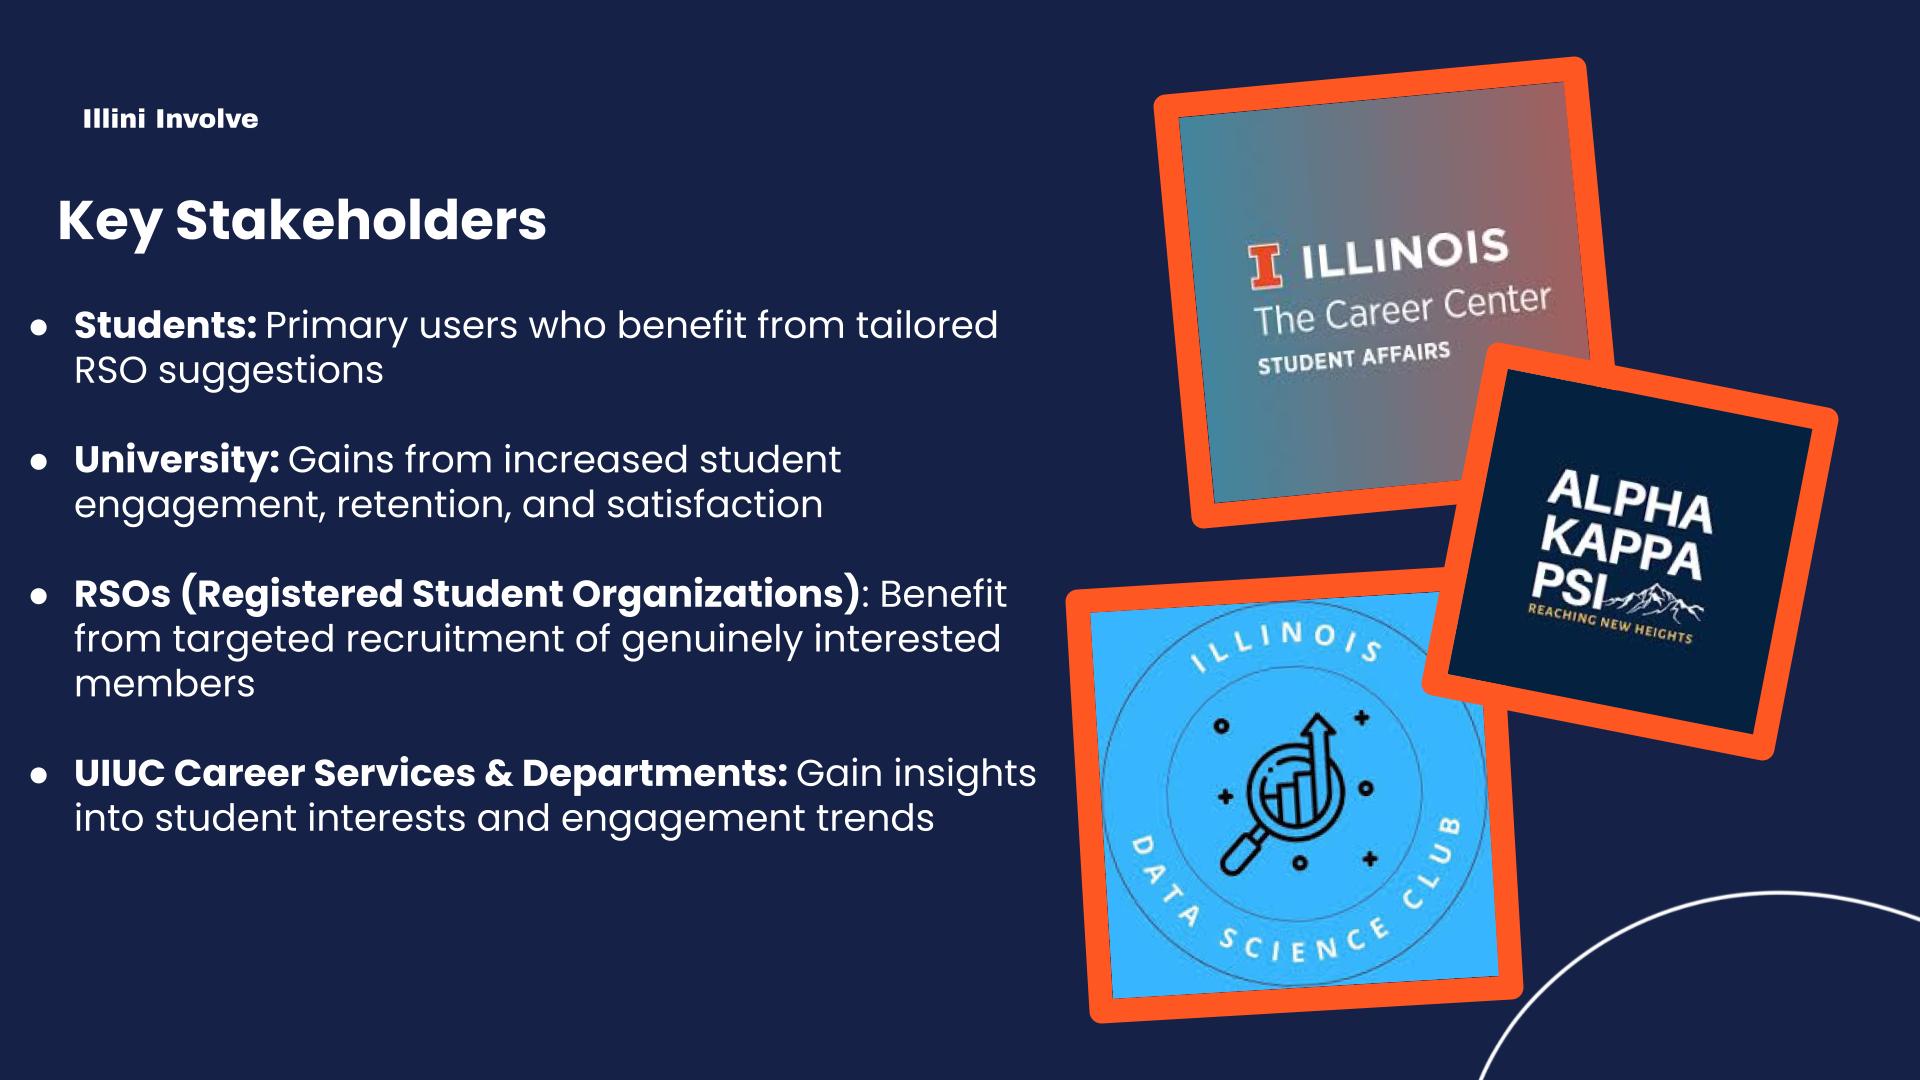 Illini Involve
Key Stakeholders
● Students: Primary users who benefit from tailored
RSO suggestions
● University: Gains from increased student
engagement, retention, and satisfaction
● RSOs (Registered Student Organizations): Benefit
from targeted recruitment of genuinely interested
members
● UIUC Career Services & Departments: Gain insights
into student interests and engagement trends
I ILLINOIS
The Career Center
STUDENT AFFAIRS
ALPHA
KAPPA
PSI
REACHING NEW HEIGHTS
ILLINOIS
DATA SCIENCE CLUB